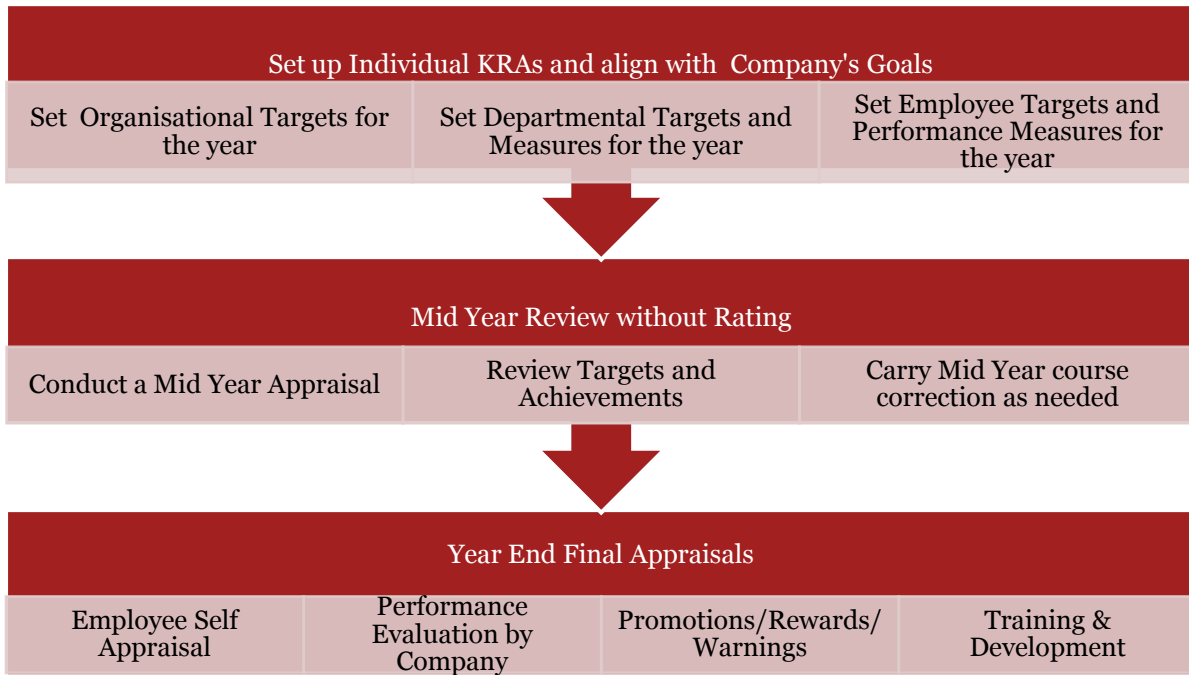 Set up Individual KRAs and align with Company's Goals
Set Organisational Targets for
the year
Set Departmental Targets and
Measures for the year
Set Employee Targets and
Performance Measures for
the year
Mid Year Review without Rating
Conduct a Mid Year Appraisal
Review Targets and
Achievements
Carry Mid Year course
correction as needed
Year End Final Appraisals
Employee Self
Appraisal
Performance
Evaluation by
Company
Promotions/Rewards/
Warnings
Training &
Development